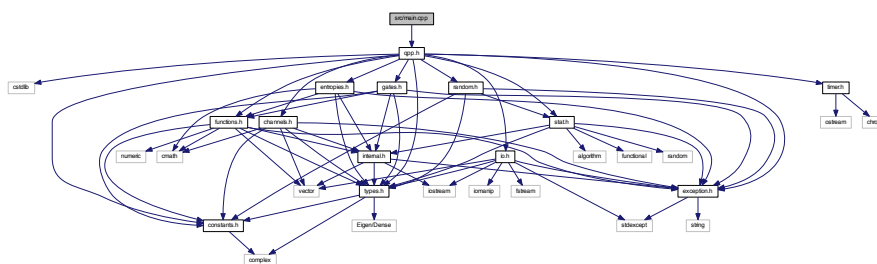 src/main.cpp
qpp.h
cstdlib
entropies.h
gates.h
random.h
timer.h
functions.h
channels.h
stat.h
ostream
chrono
numeric
cmath
internal.h
io.h
algorithm
functional
random
vector
types.h
iostream
iomanip
fstream
exception.h
constants.h
Eigen/Dense
stdexcept
string
complex